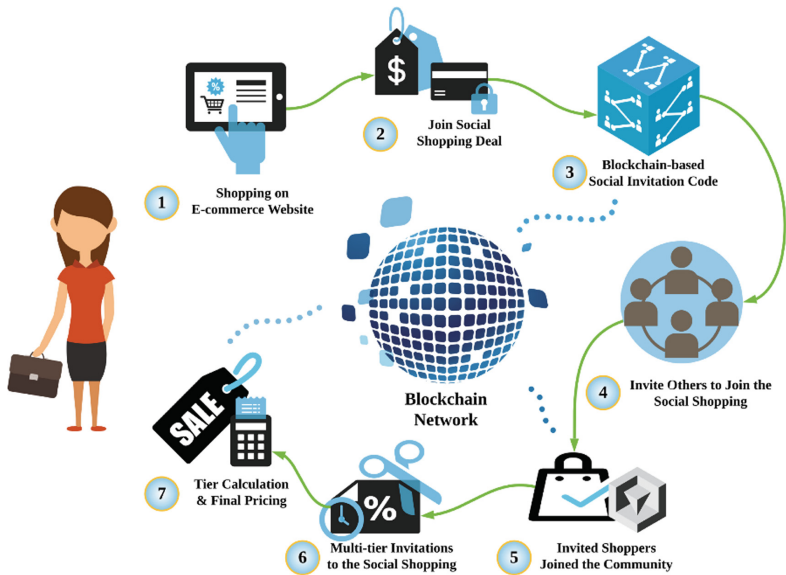 %
$
1
Shopping on
E-commerce Website
2
Join Social
Shopping Deal
3
Blockchain-based
Social Invitation Code
4
Invite Others to Join the
Social Shopping
5
Invited Shoppers
Joined the Community
%
6
Multi-tier Invitations
to the Social Shopping
SALE
7
Tier Calculation
& Final Pricing
Blockchain
Network